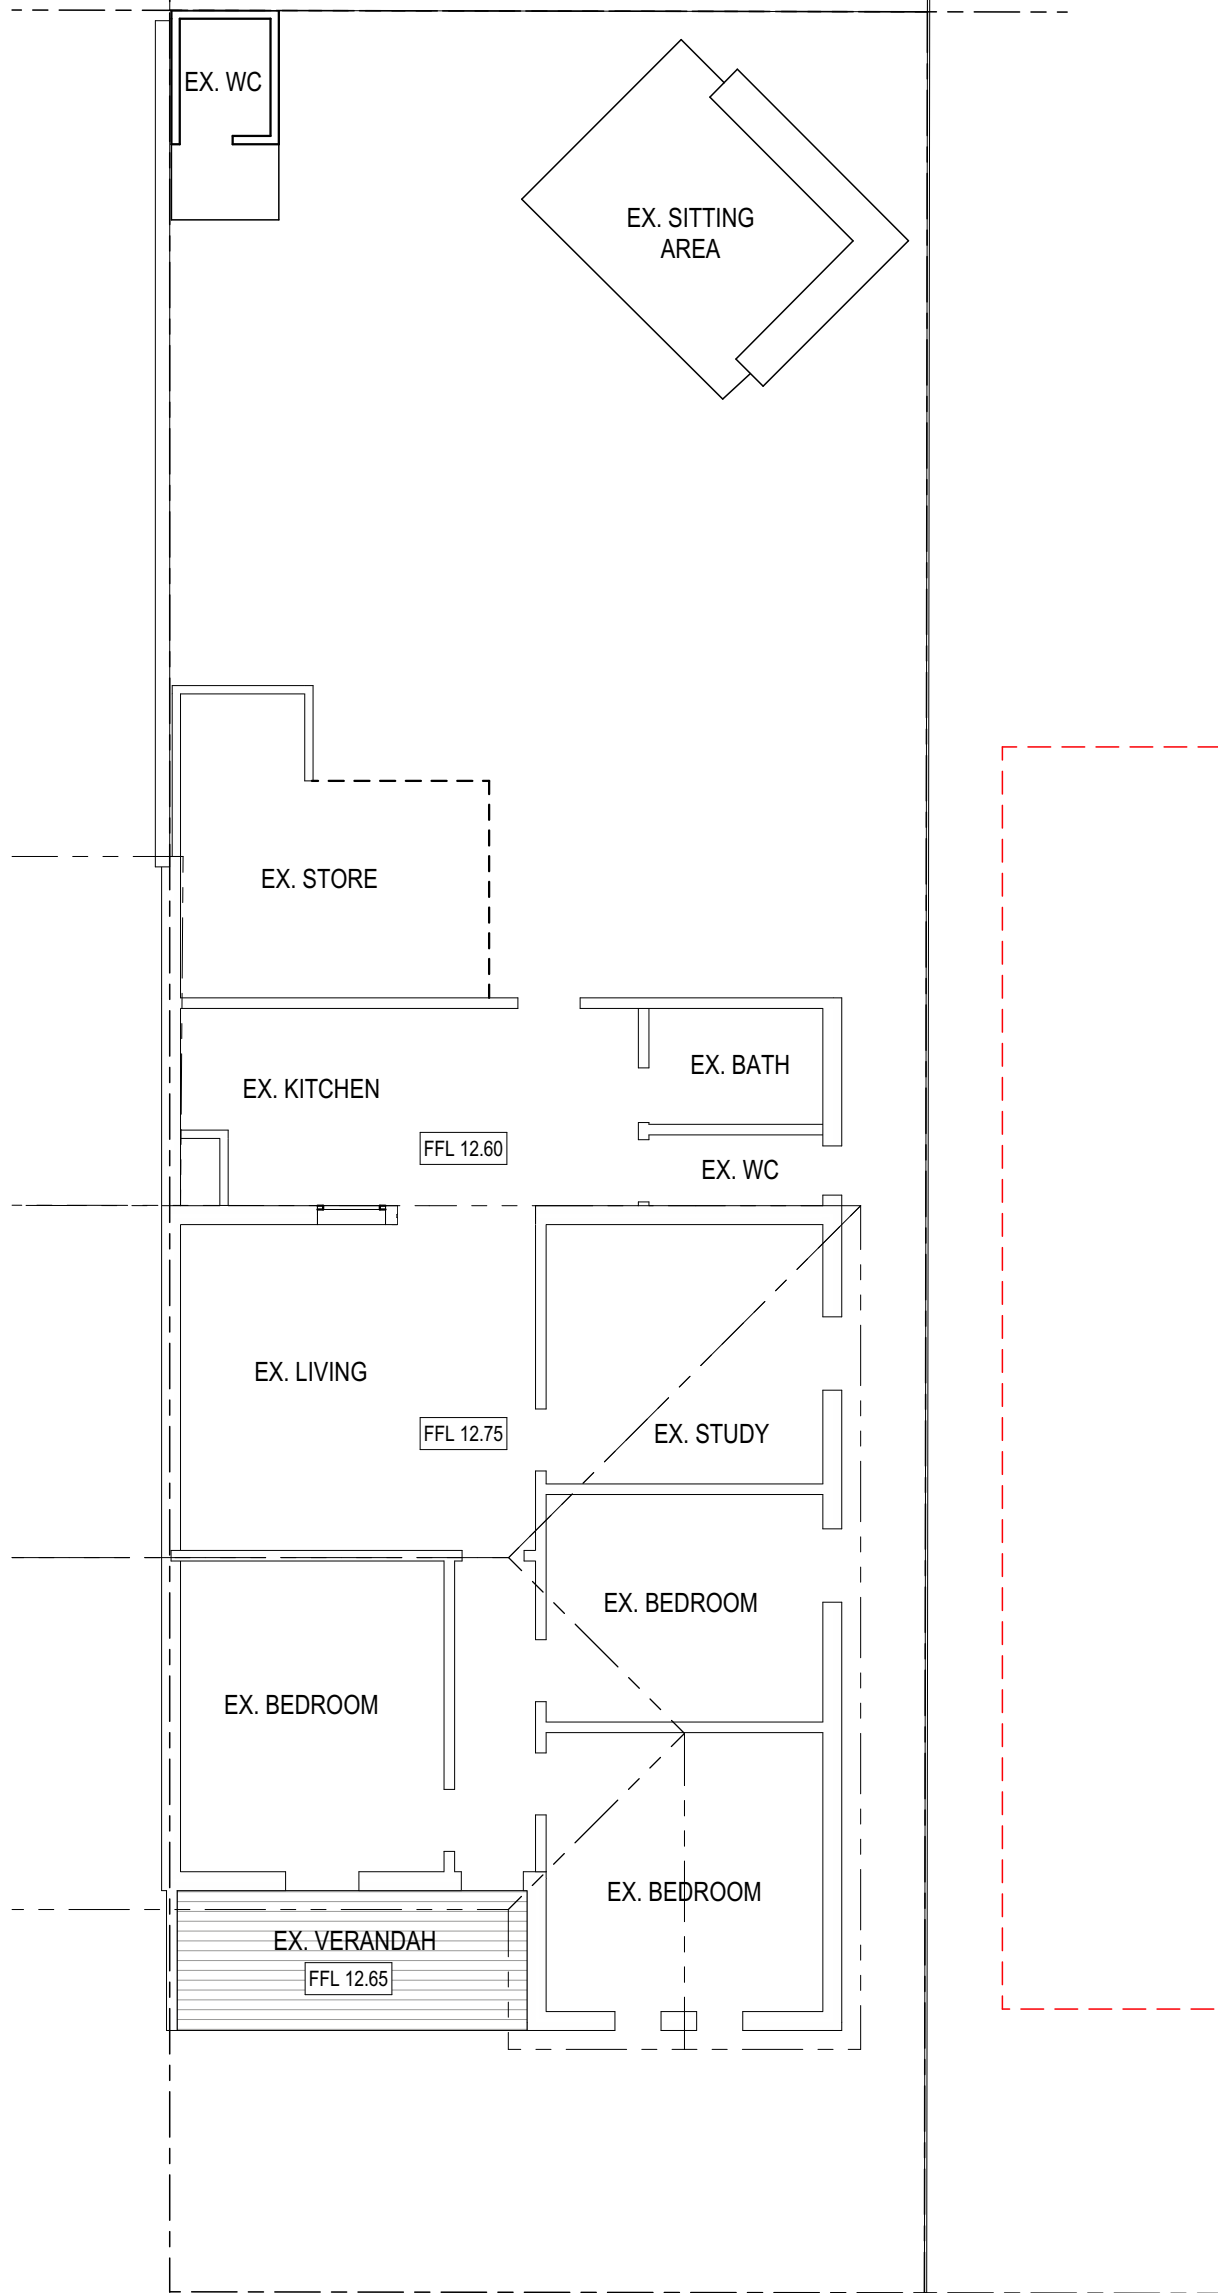 EX. WC
EX. SITTING
AREA
EX. STORE
EX. BATH
EX. KITCHEN
FFL 12.60
EX. WC
EX. LIVING
FFL 12.75
EX. STUDY
EX. BEDROOM
EX. BEDROOM
EX. BEDROOM
EX. VERANDAH
FFL 12.65